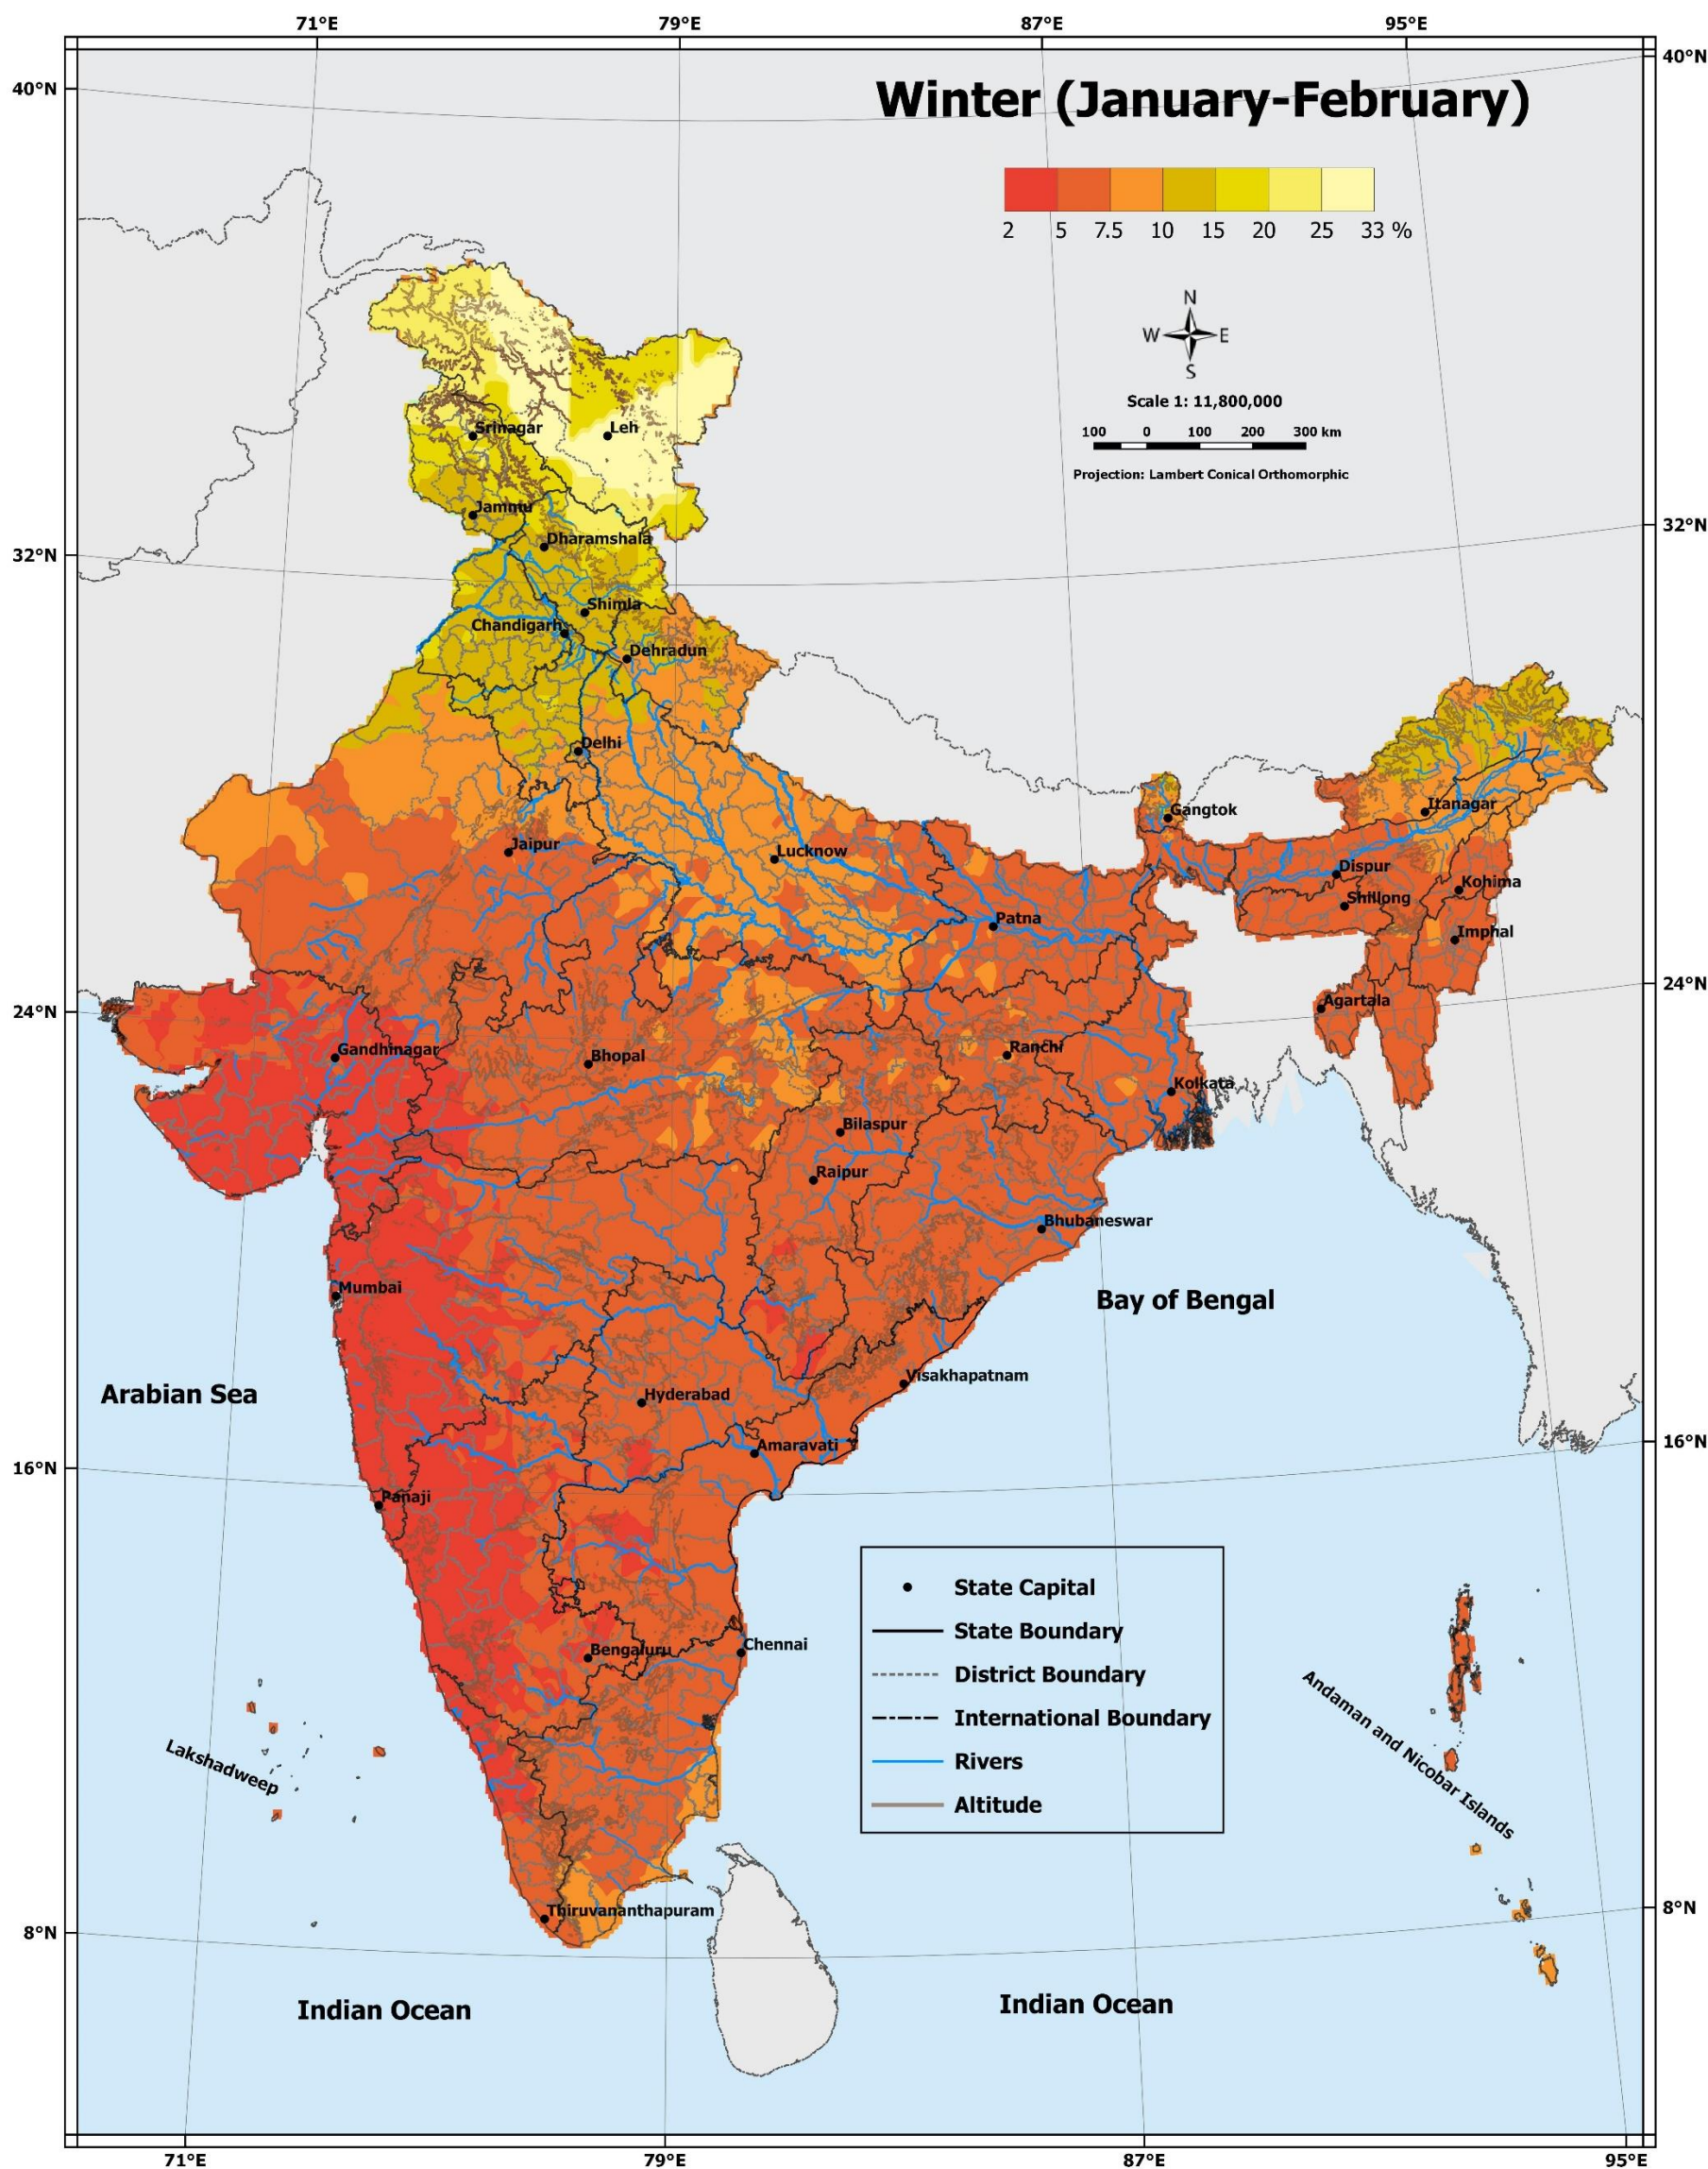 71°E 79°E 87°E 95°E
40°N 40°N
Winter (January-February)
2 5 7.5 10 15 20 25 33 %
N
W E
S
Scale 1: 11,800,000
100 0 100 200 300 km
Projection: Lambert Conical Orthomorphic
Srinagar
Leh
Jammu
Dharamshala
32°N 32°N
Shimla
Chandigarh
Dehradun
Delhi
Itanagar
Gangtok
Jaipur
Lucknow
Dispur
Kohima
Shillong
Patna
Imphal
24°N 24°N
Agartala
Gandhinagar
Bhopal
Ranchi
Kolkata
Bilaspur
Raipur
Bhubaneswar
Mumbai
Bay of Bengal
Visakhapatnam
Arabian Sea
Hyderabad
Amaravati
16°N 16°N
Panaji
State Capital
State Boundary
Bengaluru
Chennai
District Boundary
International Boundary
Andaman and Nicobar Islands
Lakshadweep
Rivers
Altitude
Thiruvananthapuram
8°N 8°N
Indian Ocean
Indian Ocean
71°E 79°E 87°E 95°E